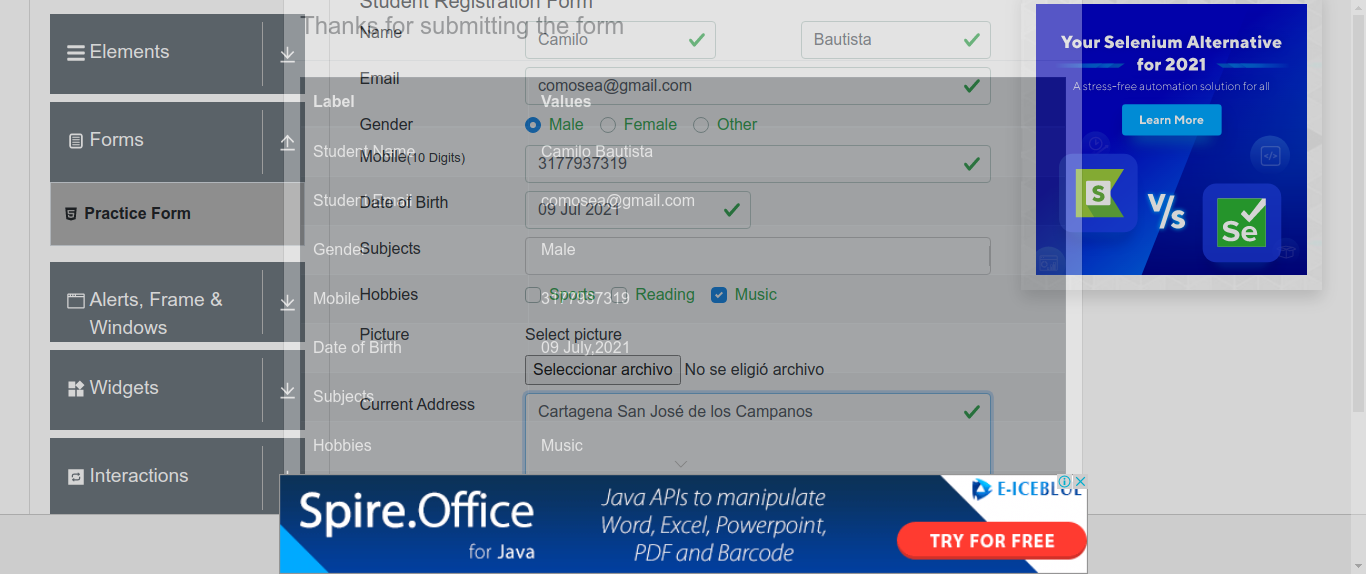 Elements
Forms
Practice Form
Alerts, Frame &
Windows
Widgets
Interactions
Student Registration Form
Name
Camilo
Bautista
Email
comosea@gmail.com
Gender
Male
Female
Other
Mobile(10 Digits)
3177937319
Date of Birth
09 Jul 2021
Subjects
Hobbies
Sports
Reading
Music
Picture
Select picture
Seleccionar archivo No se eligió archivo
Current Address
Cartagena San José de los Campanos
Thanks for submitting the form
Label Values
Student Name Camilo Bautista
Student Email comosea@gmail.com
Gender Male
Mobile 3177937319
Date of Birth 09 July,2021
Subjects
Hobbies Music
Your Selenium Alternative
for 2021
A stress-free automation solution for all
Learn More
S
V/s
Se
Spire.Office
for Java
Java APIs to manipulate
Word, Excel, Powerpoint,
PDF and Barcode
E-ICEBLUE
TRY FOR FREE